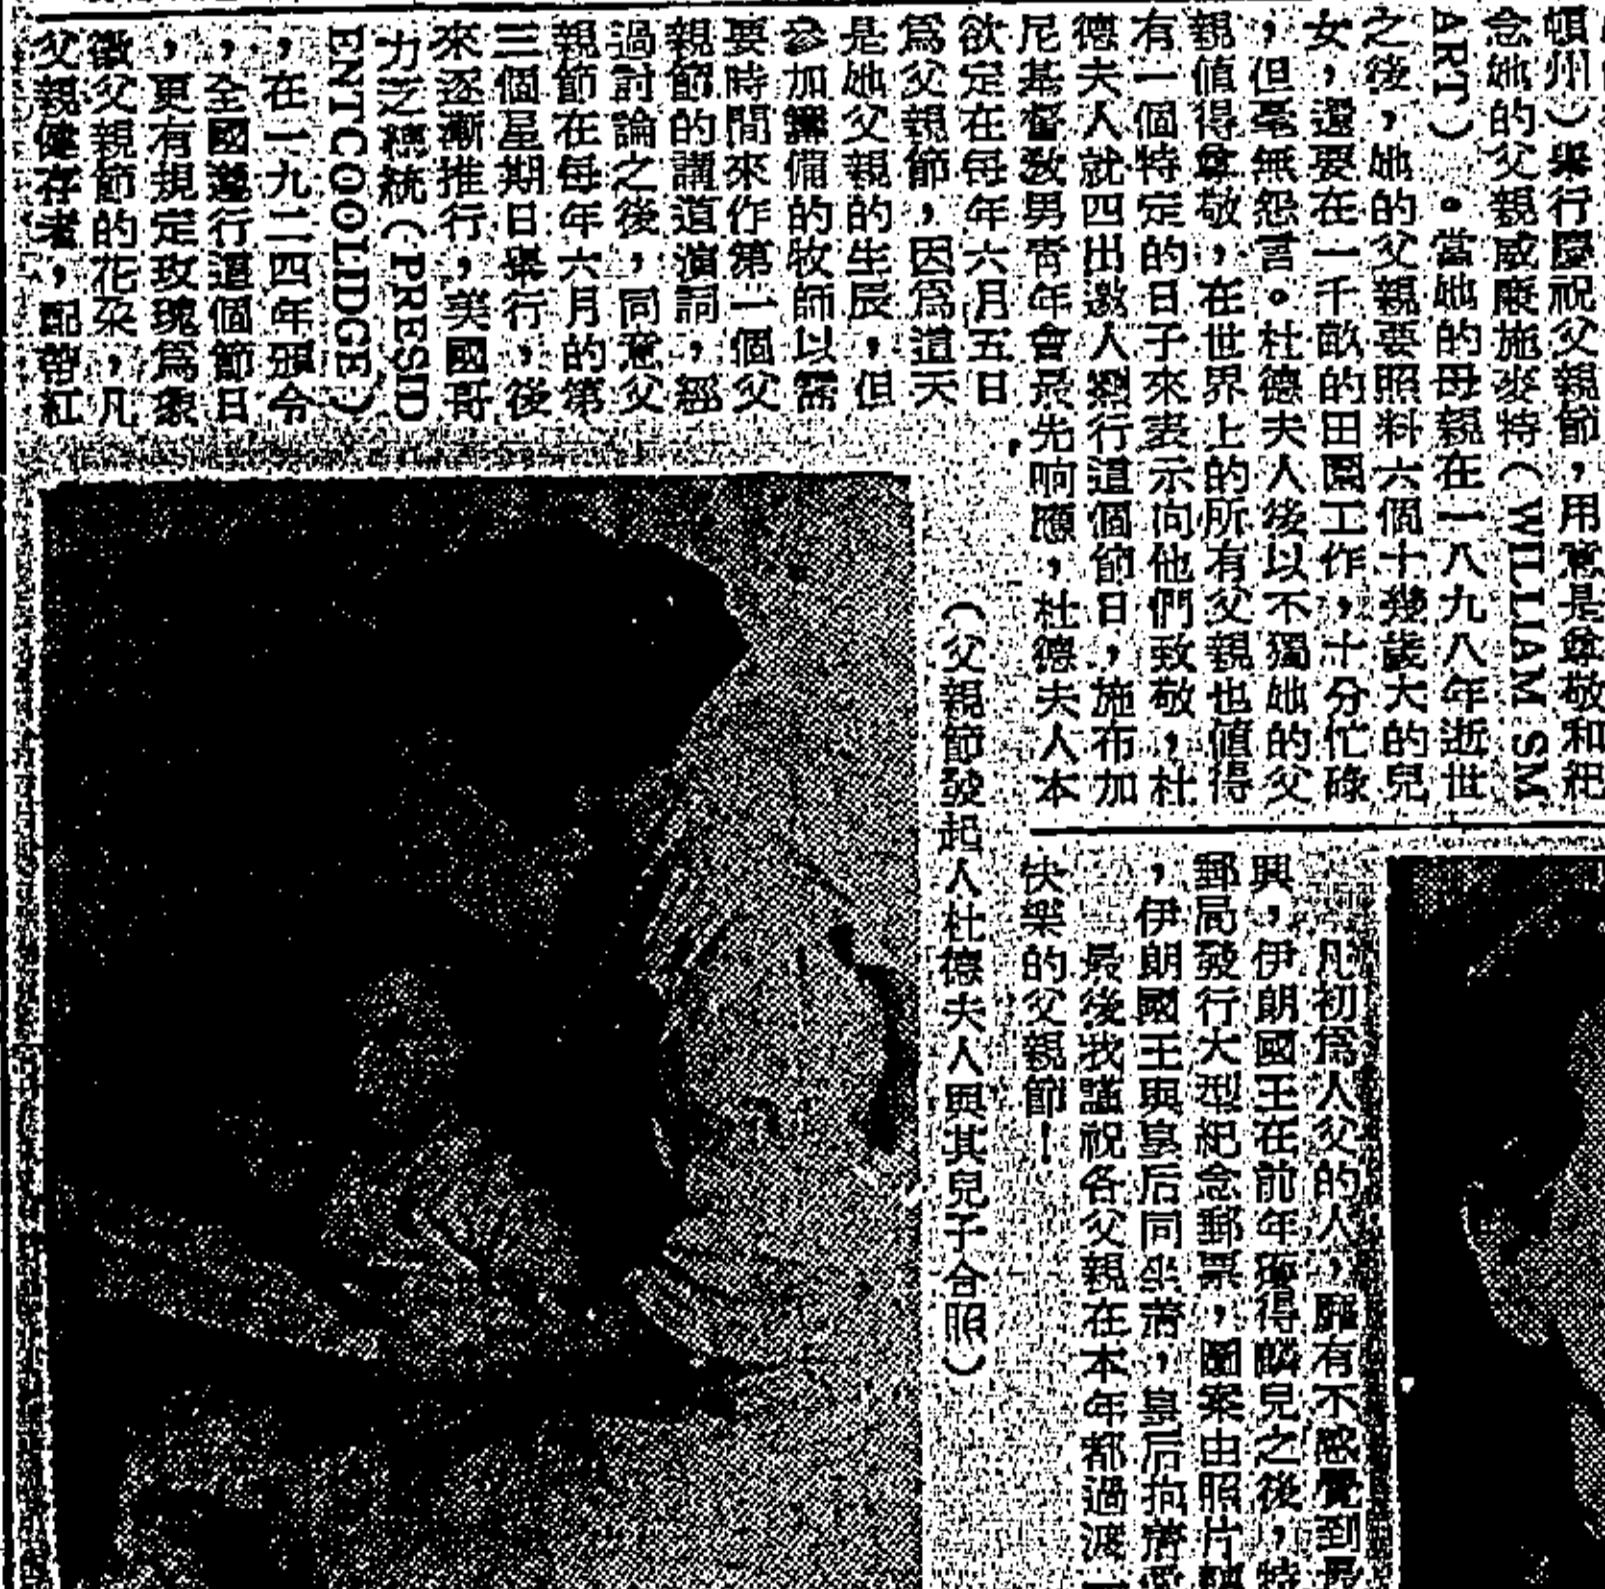 頓州）舉行慶祝父親節，用意是尊敬和紀
念她的父親威廉施麥特（WILLIAM SM
ART）。當她的母親在一八九八年逝世
之後，她的父親要照料六個十幾歲大的兒
女，還要在一千畝的田園工作，十分忙碌
，但毫無怨言。杜德夫人後以不獨她的父
親值得尊敬，在世界上的所有父親也值得
有一個特定的日子來表示向他們致敬，杜
德夫人就四出邀人遵行這個節日，施布加
尼基督敎男青年會最先响應，杜德夫人本
欲定在每年六月五日
爲父親節，因爲這天
是她父親的生辰，但
參加籌備的牧師以需
要時間來作第一個父
親節的講道演詞，經
過討論之後，同意父
親節在每年六月的第
三個星期日舉行，後
來逐漸推行，美國哥
力芝總統（PRESID
ENTCOOLIDGE）
，在一九二四年頒令
，全國遵行這個節日
，更有規定玫瑰爲象
徵父親節的花朶，凡
父親健存者，配帶紅
（父親節發起人杜德夫人與其兒子合照）
凡初爲人父的人，靡有不感覺到
興，伊朗國王在前年獲得麟兒之後，特
郵局發行大型紀念郵票，圖案由照片
，伊朗國王與皇后同坐着，皇后抱着
最後我謹祝各父親在本年都過渡一
快樂的父親節！